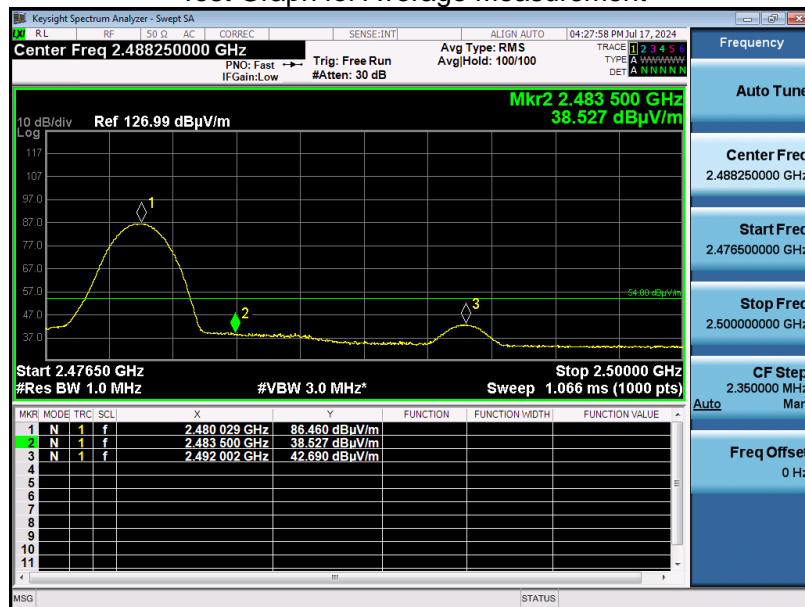 Keysight Spectrum Analyzer - Swept SA
RL RF 50 Ω AC CORREC SENSE:INT ALIGN AUTO 04:27:58 PM Jul 17, 2024
Center Freq 2.488250000 GHz
PNO: Fast
IFGain:Low
Trig: Free Run
#Atten: 30 dB
Avg Type: RMS
Avg|Hold: 100/100
TRACE 1 2 3 4 5 6
TYPE A WWWWW
DET A N N N N N
Mkr2 2.483 500 GHz
38.527 dBµV/m
10 dB/div Ref 126.99 dBµV/m
Log
117
107
97.0
87.0
77.0
67.0
57.0
47.0
37.0
1
2
3
54.00 dBµV/m
Start 2.47650 GHz Stop 2.50000 GHz
#Res BW 1.0 MHz #VBW 3.0 MHz* Sweep 1.066 ms (1000 pts)
MKR MODE TRC SCL X Y FUNCTION FUNCTION WIDTH FUNCTION VALUE
1 N 1 f 2.480 029 GHz 86.460 dBµV/m
2 N 1 f 2.483 500 GHz 38.527 dBµV/m
3 N 1 f 2.492 002 GHz 42.690 dBµV/m
4
5
6
7
8
9
10
11
MSG STATUS
Frequency
Auto Tune
Center Freq
2.488250000 GHz
Start Freq
2.476500000 GHz
Stop Freq
2.500000000 GHz
CF Step
2.350000 MHz
Auto Man
Freq Offset
0 Hz